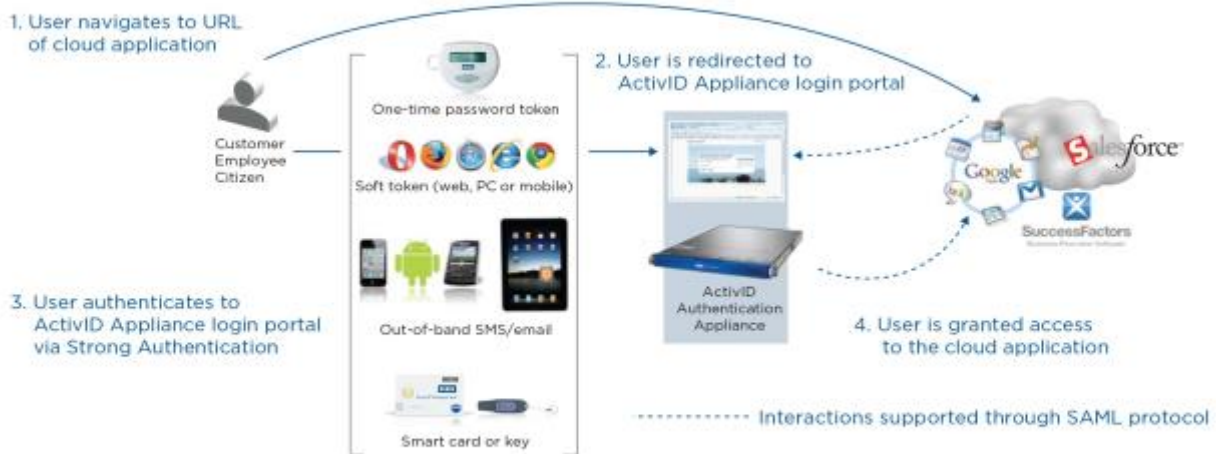 1. User navigates to URL
of cloud application
Customer
Employee
Citizen
One-time password token
Soft token (web, PC or mobile)
Out-of-band SMS/email
Smart card or key
2. User is redirected to
ActivID Appliance login portal
ActivID
Authentication
Appliance
3. User authenticates to
ActivID Appliance login portal
via Strong Authentication
Google
salesforce
SuccessFactors
4. User is granted access
to the cloud application
Interactions supported through SAML protocol